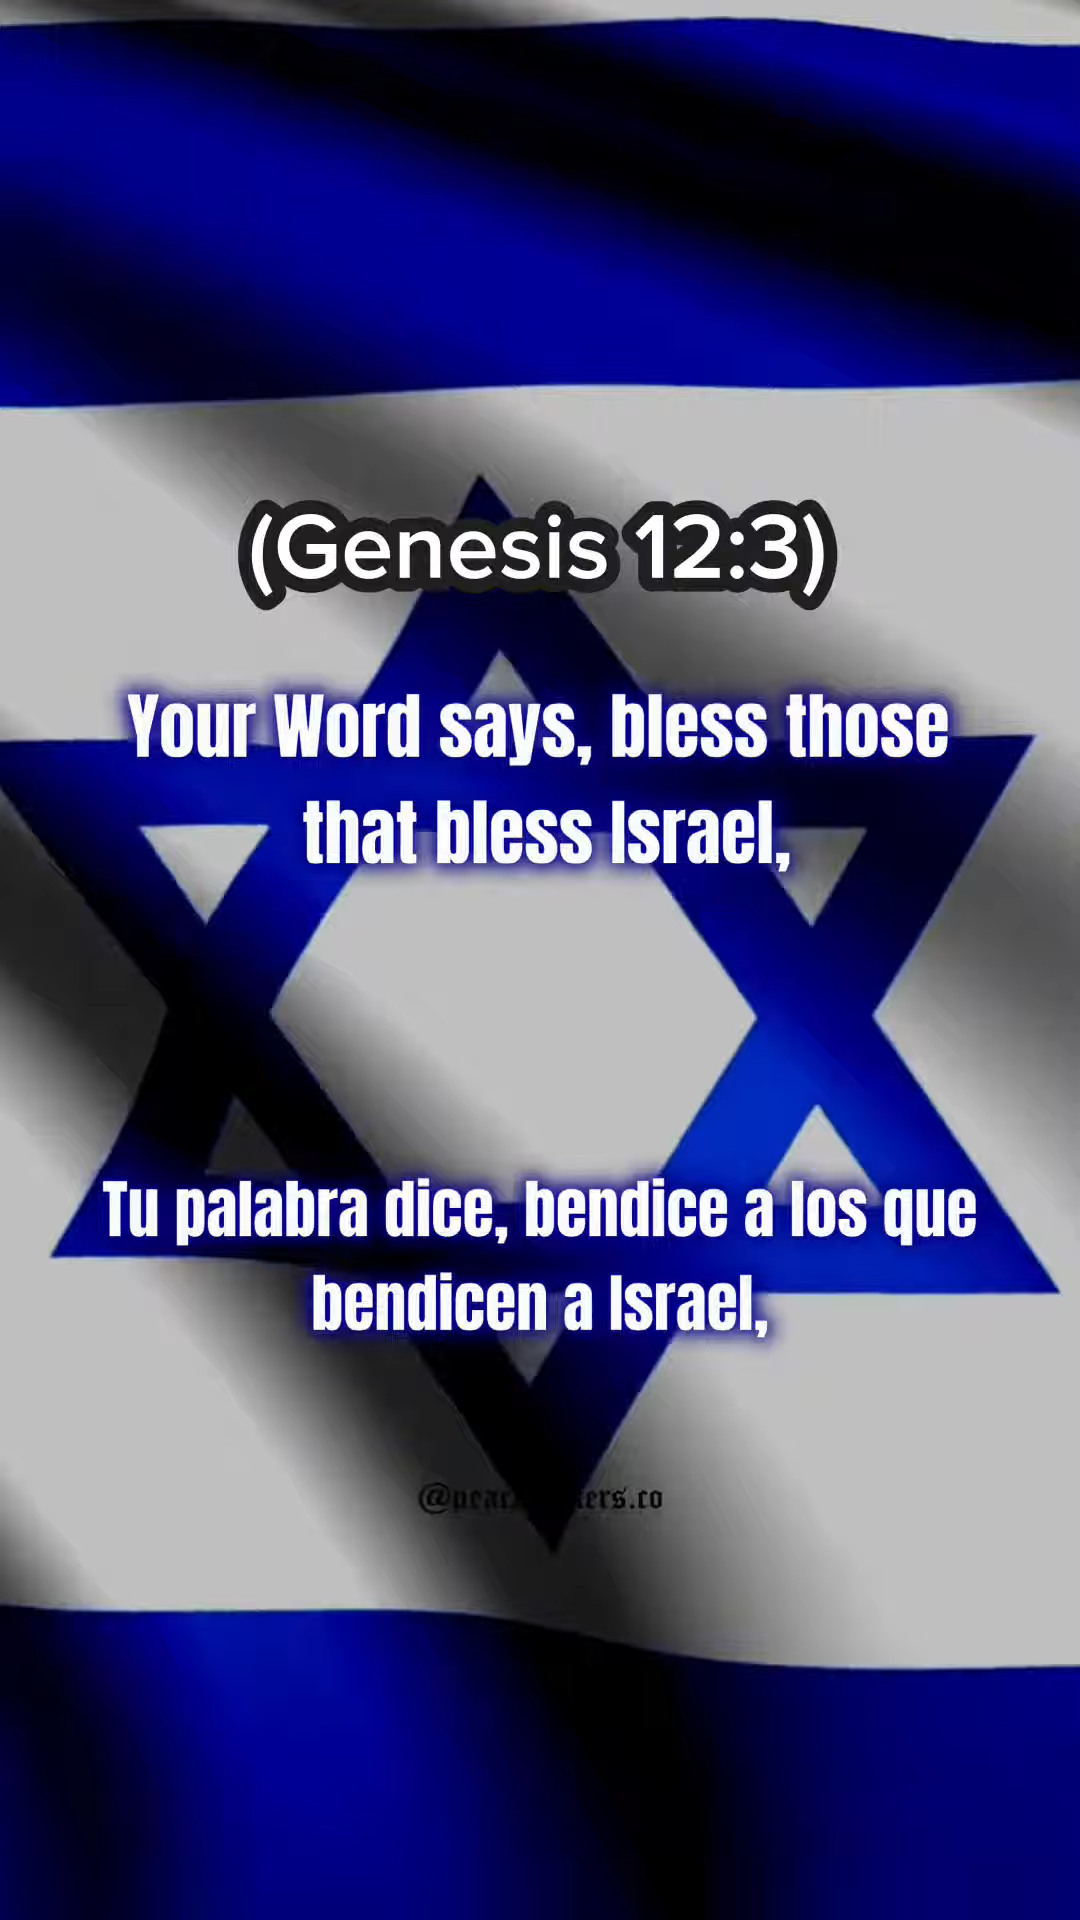 (Genesis 12:3)
Your Word says, bless those
that bless Israel,
Tu palabra dice, bendice a los que
bendicen a Israel,